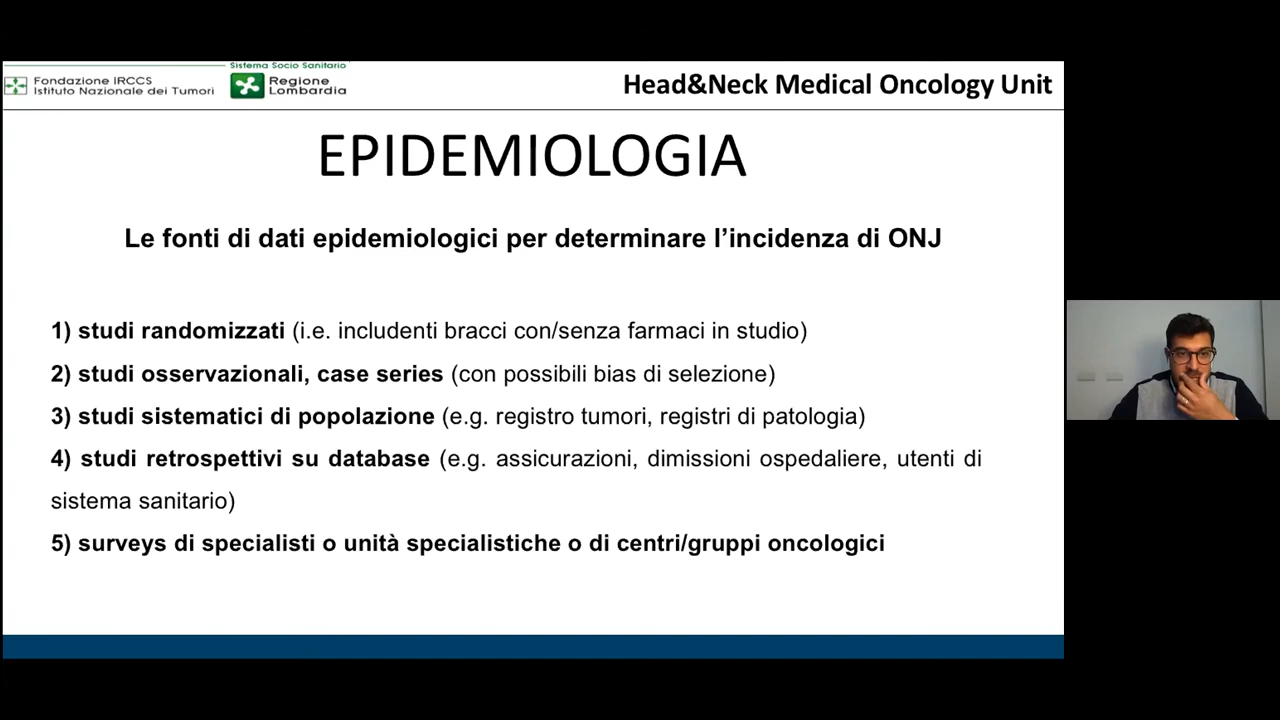 Sistema Socio Sanitario
Fondazione IRCCS
Istituto Nazionale dei Tumori
Regione
Lombardia
Head&Neck Medical Oncology Unit
EPIDEMIOLOGIA
Le fonti di dati epidemiologici per determinare l’incidenza di ONJ
1) studi randomizzati (i.e. includenti bracci con/senza farmaci in studio)
2) studi osservazionali, case series (con possibili bias di selezione)
3) studi sistematici di popolazione (e.g. registro tumori, registri di patologia)
4) studi retrospettivi su database (e.g. assicurazioni, dimissioni ospedaliere, utenti di
sistema sanitario)
5) surveys di specialisti o unità specialistiche o di centri/gruppi oncologici